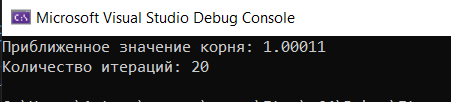 Microsoft Visual Studio Debug Console
Приближенное значение корня: 1.00011
Количество итераций: 20